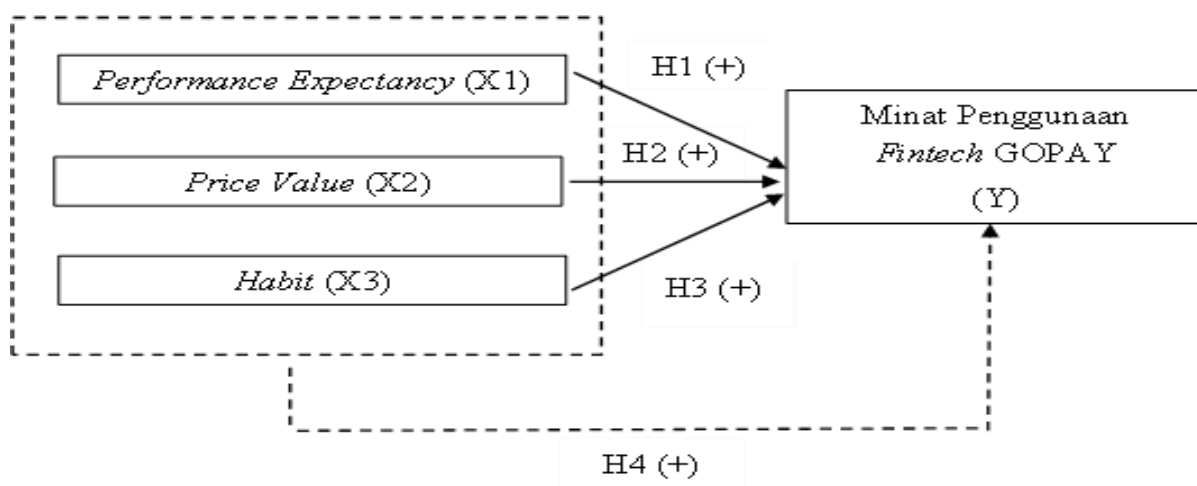 Performance Expectancy (X1)
H1 (+)
Minat Penggunaan
Fintech GOPAY
(Y)
H2 (+)
Price Value (X2)
Habit (X3)
H3 (+)
H4 (+)